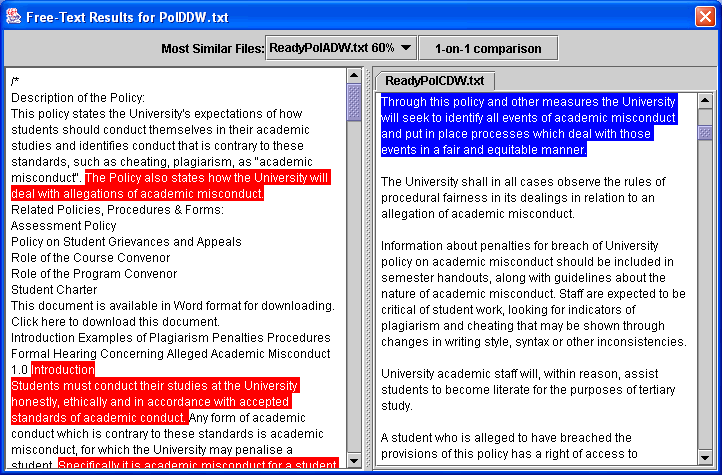 Free-Text Results for PolDDW.txt
Most Similar Files: ReadyPolADW.txt 60% 1-on-1 comparison
/*
Description of the Policy:
This policy states the University's expectations of how
students should conduct themselves in their academic
studies and identifies conduct that is contrary to these
standards, such as cheating, plagiarism, as "academic
misconduct". The Policy also states how the University will
deal with allegations of academic misconduct.
Related Policies, Procedures & Forms:
Assessment Policy
Policy on Student Grievances and Appeals
Role of the Course Convenor
Role of the Program Convenor
Student Charter
This document is available in Word format for downloading.
Click here to download this document.
Introduction Examples of Plagiarism Penalties Procedures
Formal Hearing Concerning Alleged Academic Misconduct
1.0 Introduction
Students must conduct their studies at the University
honestly, ethically and in accordance with accepted
standards of academic conduct. Any form of academic
conduct which is contrary to these standards is academic
misconduct, for which the University may penalise a
student. Specifically it is academic misconduct for a student
ReadyPolCDW.txt
Through this policy and other measures the University
will seek to identify all events of academic misconduct
and put in place processes which deal with those
events in a fair and equitable manner.
The University shall in all cases observe the rules of
procedural fairness in its dealings in relation to an
allegation of academic misconduct.
Information about penalties for breach of University
policy on academic misconduct should be included in
semester handouts, along with guidelines about the
nature of academic misconduct. Staff are expected to be
critical of student work, looking for indicators of
plagiarism and cheating that may be shown through
changes in writing style, syntax or other inconsistencies.
University academic staff will, within reason, assist
students to become literate for the purposes of tertiary
study.
A student who is alleged to have breached the
provisions of this policy has a right of access to